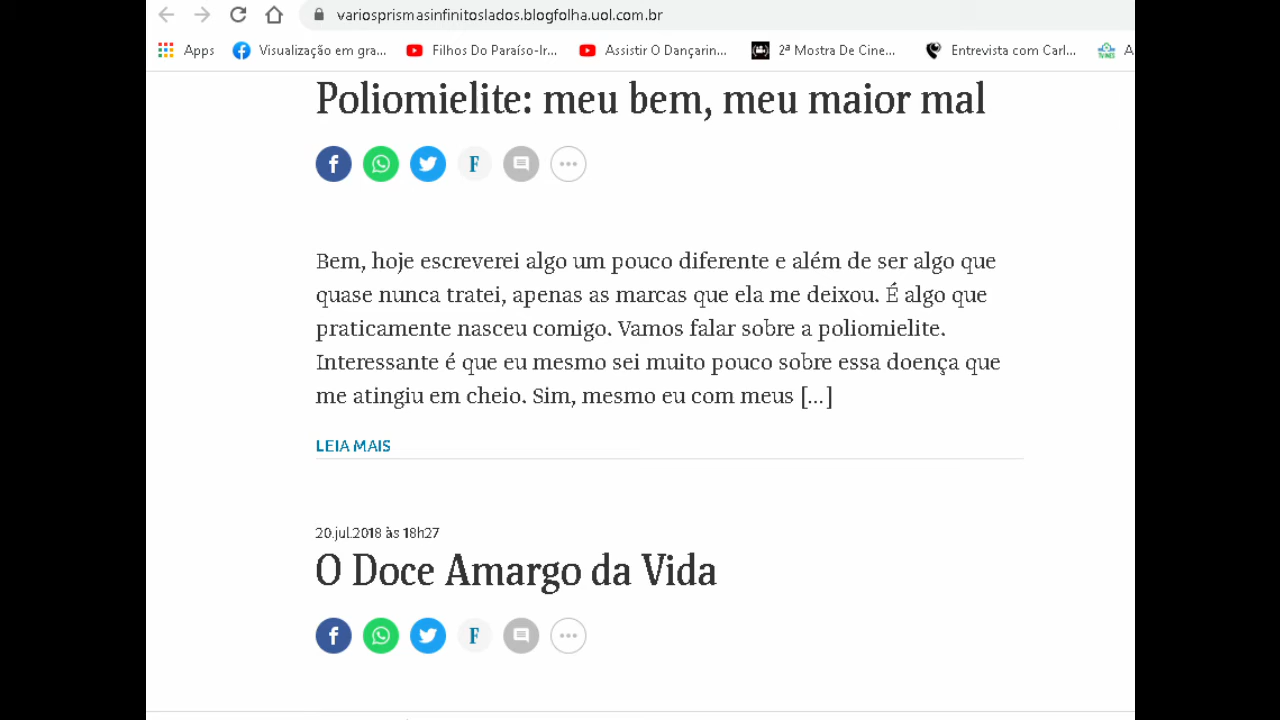 variosprismasinfinitoslados.blogfolha.uol.com.br
Apps Visualização em gra... Filhos Do Paraíso-Ir... Assistir O Dançarin... 2ª Mostra De Cine... Entrevista com Carl... A
Poliomielite: meu bem, meu maior mal
F
Bem, hoje escreverei algo um pouco diferente e além de ser algo que
quase nunca tratei, apenas as marcas que ela me deixou. É algo que
praticamente nasceu comigo. Vamos falar sobre a poliomielite.
Interessante é que eu mesmo sei muito pouco sobre essa doença que
me atingiu em cheio. Sim, mesmo eu com meus [...]
LEIA MAIS
20.jul.2018 às 18h27
O Doce Amargo da Vida
F